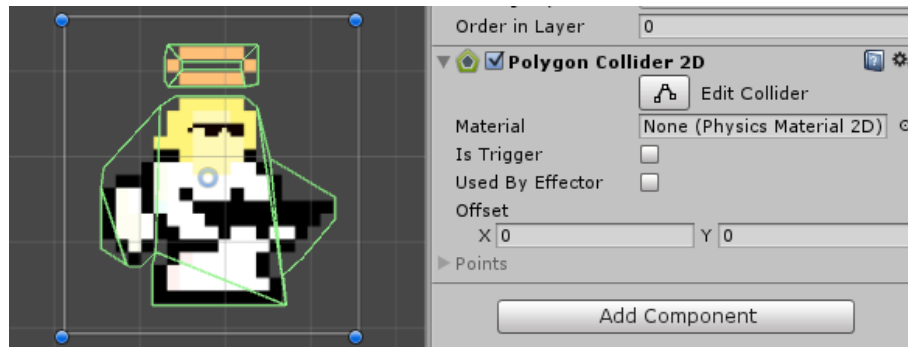 Order in Layer 0
Polygon Collider 2D
Edit Collider
Material None (Physics Material 2D)
Is Trigger
Used By Effector
Offset
X 0 Y 0
Points
Add Component